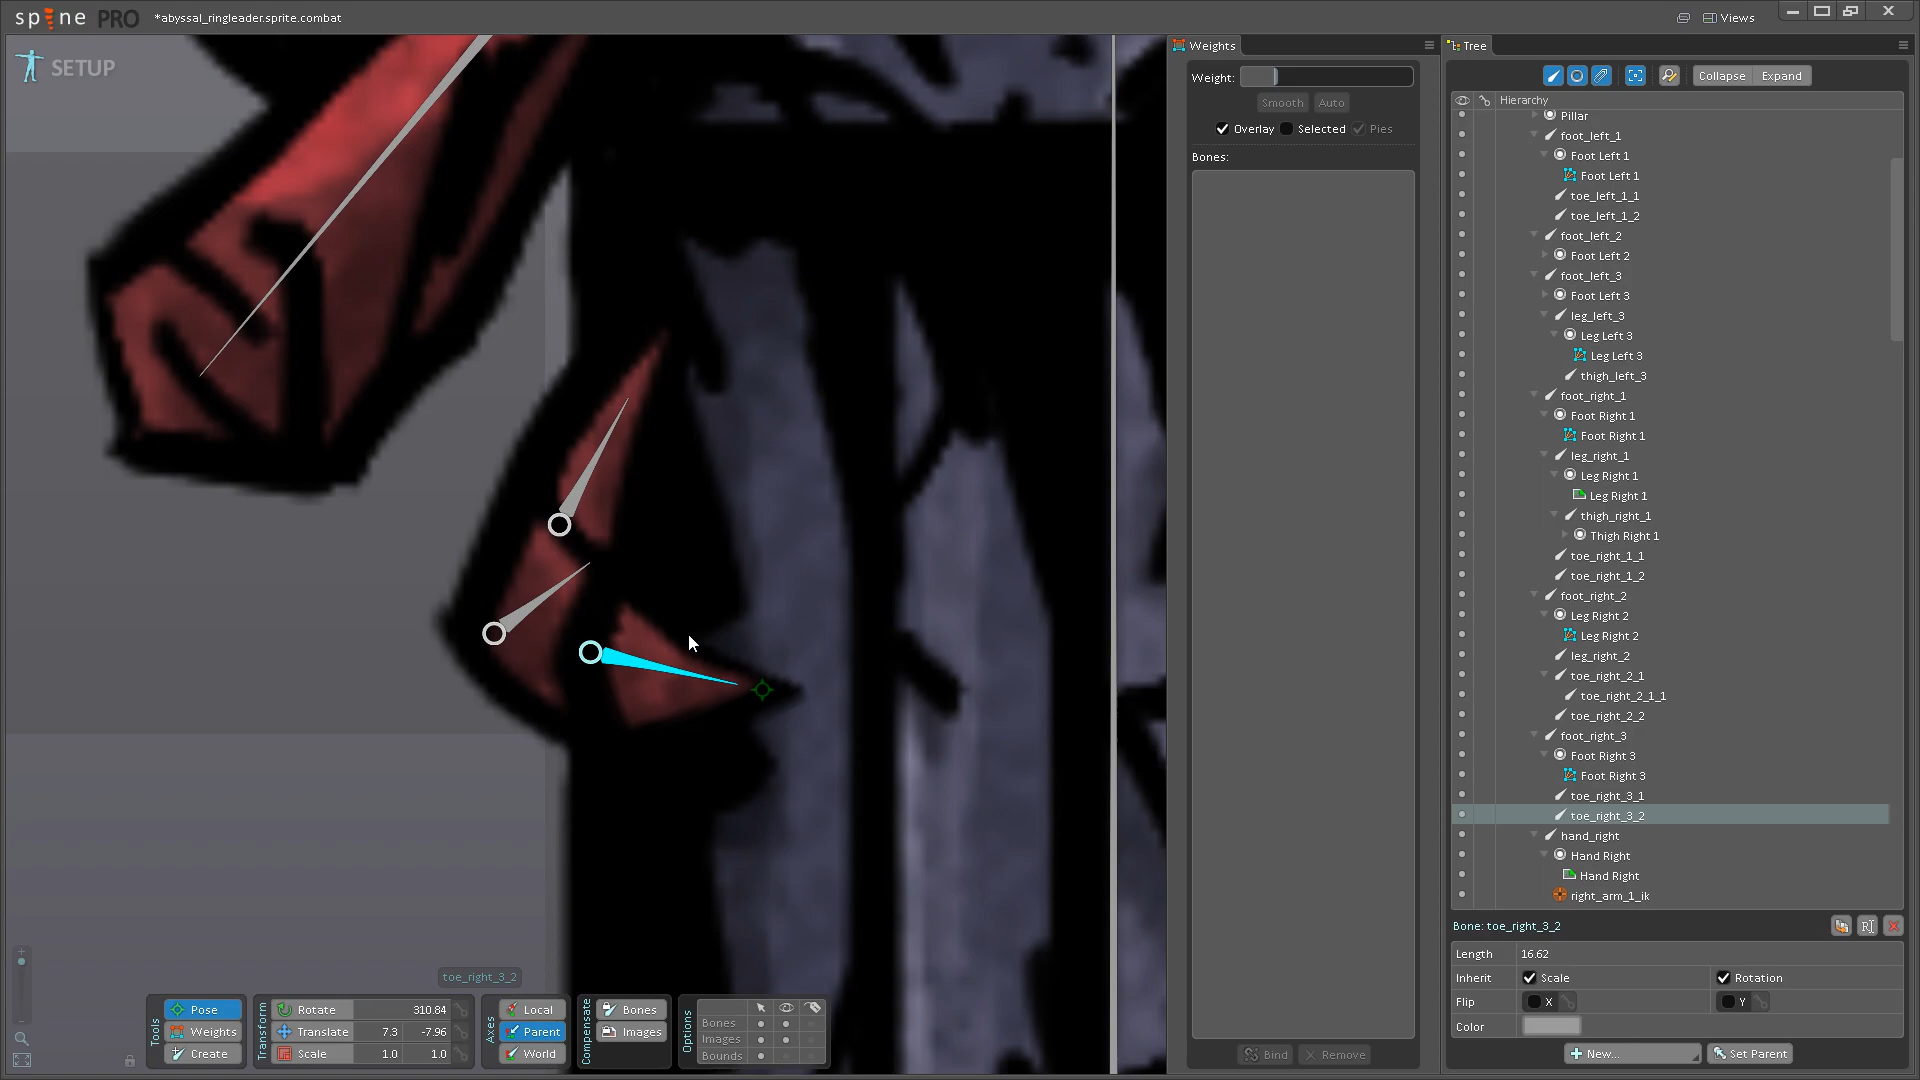 spine PRO *abyssal_ringleader.sprite.combat Views
SETUP
Weights
Tree
Weight:
Smooth Auto
Overlay Selected Pies
Bones:
Bind Remove
Collapse Expand
Hierarchy
Pillar
foot_left_1
Foot Left 1
Foot Left 1
toe_left_1_1
toe_left_1_2
foot_left_2
Foot Left 2
foot_left_3
Foot Left 3
leg_left_3
Leg Left 3
Leg Left 3
thigh_left_3
foot_right_1
Foot Right 1
Foot Right 1
leg_right_1
Leg Right 1
Leg Right 1
thigh_right_1
Thigh Right 1
toe_right_1_1
toe_right_1_2
foot_right_2
Leg Right 2
Leg Right 2
leg_right_2
toe_right_2_1
toe_right_2_1_1
toe_right_2_2
foot_right_3
Foot Right 3
Foot Right 3
toe_right_3_1
toe_right_3_2
hand_right
Hand Right
Hand Right
right_arm_1_ik
Bone: toe_right_3_2
Length 16.62
Inherit Scale Rotation
Flip X Y
Color
New... Set Parent
toe_right_3_2
Tools
Pose
Weights
Create
Transform
Rotate 310.84
Translate 7.3 -7.96
Scale 1.0 1.0
Axes
Local
Parent
World
Compensate
Bones
Images
Options
Bones
Images
Bounds